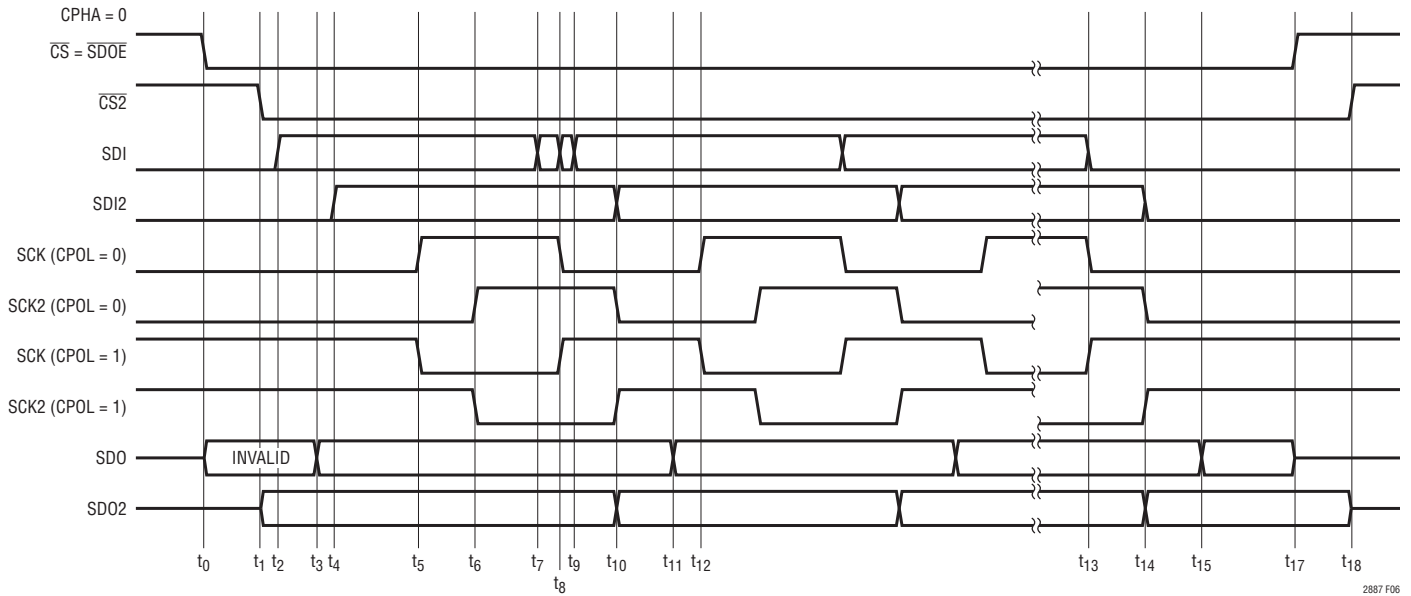 CPHA = 0
CS = SDOE
CS2
SDI
SDI2
SCK (CPOL = 0)
SCK2 (CPOL = 0)
SCK (CPOL = 1)
SCK2 (CPOL = 1)
SDO INVALID
SDO2
t0 t1 t2 t3 t4 t5 t6 t7 t8 t9 t10 t11 t12 t13 t14 t15 t17 t18
2887 F06